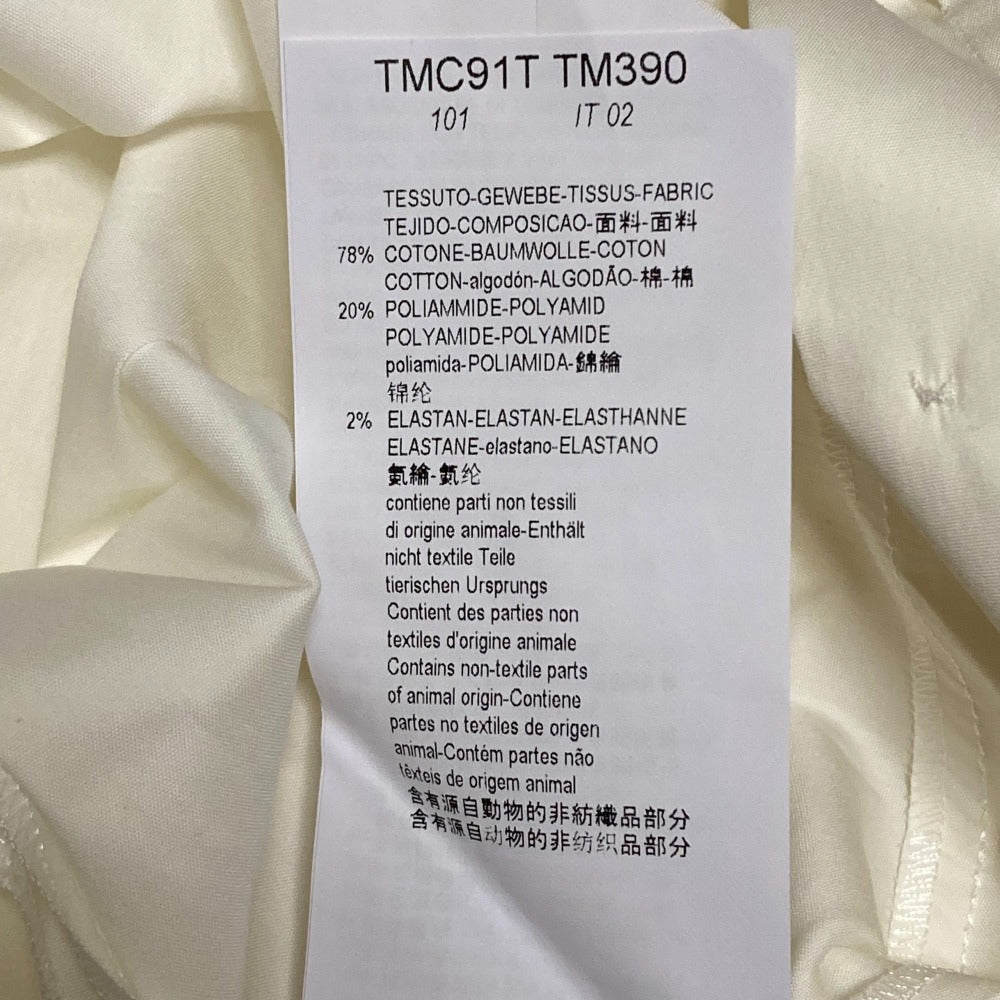 TMC91T TM390
101 IT 02
TESSUTO-GEWEBE-TISSUS-FABRIC
TEJIDO-COMPOSICAO-面料-面料
78% COTONE-BAUMWOLLE-COTON
COTTON-algodón-ALGODÃO-棉-棉
20% POLIAMMIDE-POLYAMID
POLYAMIDE-POLYAMIDE
poliamida-POLIAMIDA-錦綸
锦纶
2% ELASTAN-ELASTAN-ELASTHANNE
ELASTANE-elastano-ELASTANO
氨綸-氨纶
contiene parti non tessili
di origine animale-Enthält
nicht textile Teile
tierischen Ursprungs
Contient des parties non
textiles d'origine animale
Contains non-textile parts
of animal origin-Contiene
partes no textiles de origen
animal-Contém partes não
têxteis de origem animal
含有源自動物的非紡織品部分
含有源自动物的非纺织品部分